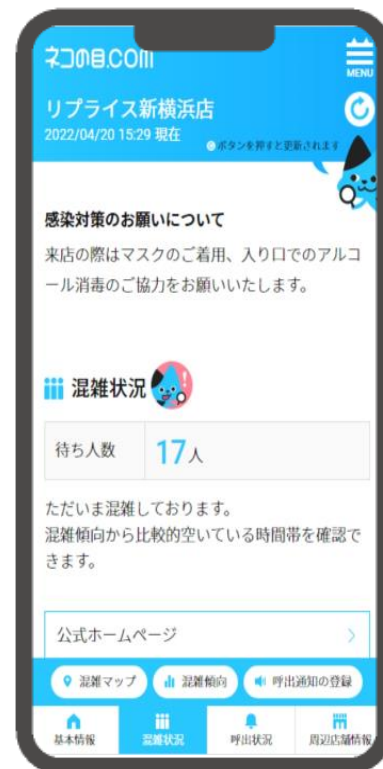 ネコの目.COM
MENU
リプライス新横浜店
2022/04/20 15:29 現在
ボタンを押すと更新されます
感染対策のお願いについて
来店の際はマスクのご着用、入り口でのアルコ
ール消毒のご協力をお願いいたします。
混雑状況
待ち人数 17人
ただいま混雑しております。
混雑傾向から比較的空いている時間帯を確認で
きます。
公式ホームページ
混雑マップ 混雑傾向 呼出通知の登録
基本情報 混雑状況 呼出状況 周辺店舗情報